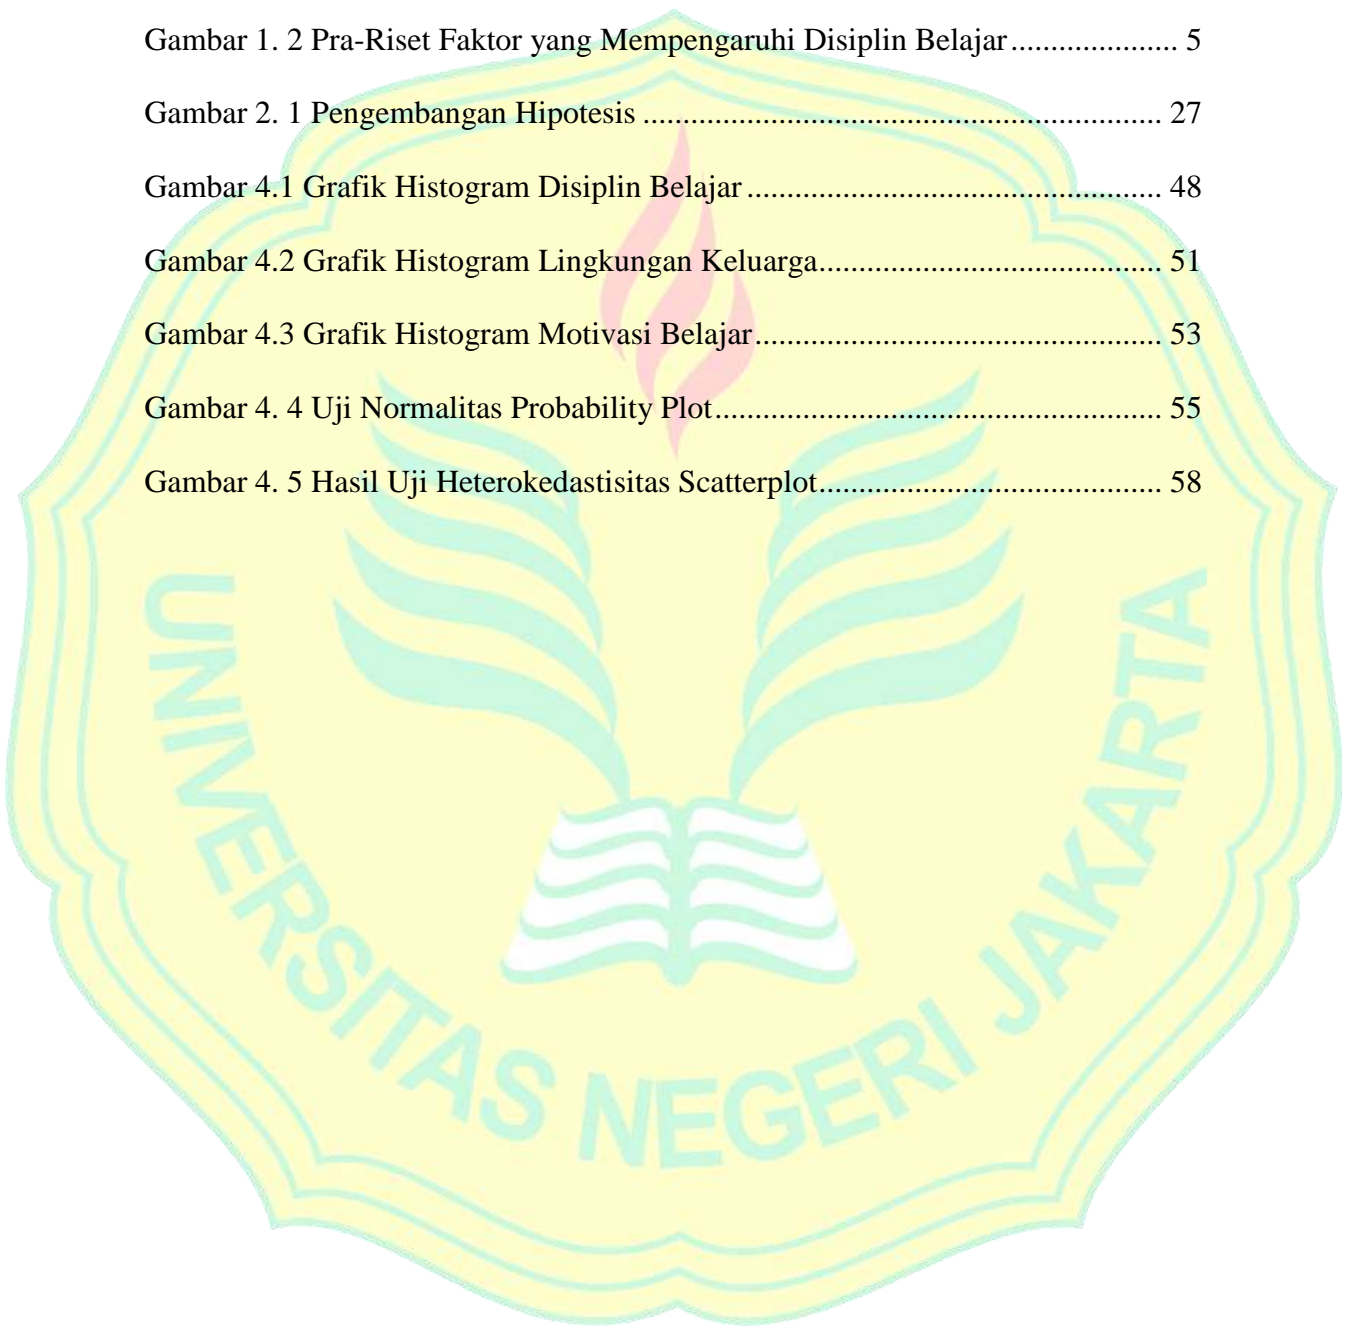 Gambar 1. 2 Pra-Riset Faktor yang Mempengaruhi Disiplin Belajar..................... 5
Gambar 2. 1 Pengembangan Hipotesis ................................................................. 27
Gambar 4.1 Grafik Histogram Disiplin Belajar .................................................... 48
Gambar 4.2 Grafik Histogram Lingkungan Keluarga........................................... 51
Gambar 4.3 Grafik Histogram Motivasi Belajar................................................... 53
Gambar 4. 4 Uji Normalitas Probability Plot........................................................ 55
Gambar 4. 5 Hasil Uji Heterokedastisitas Scatterplot........................................... 58
UNIVERSITAS NEGERI JAKARTA